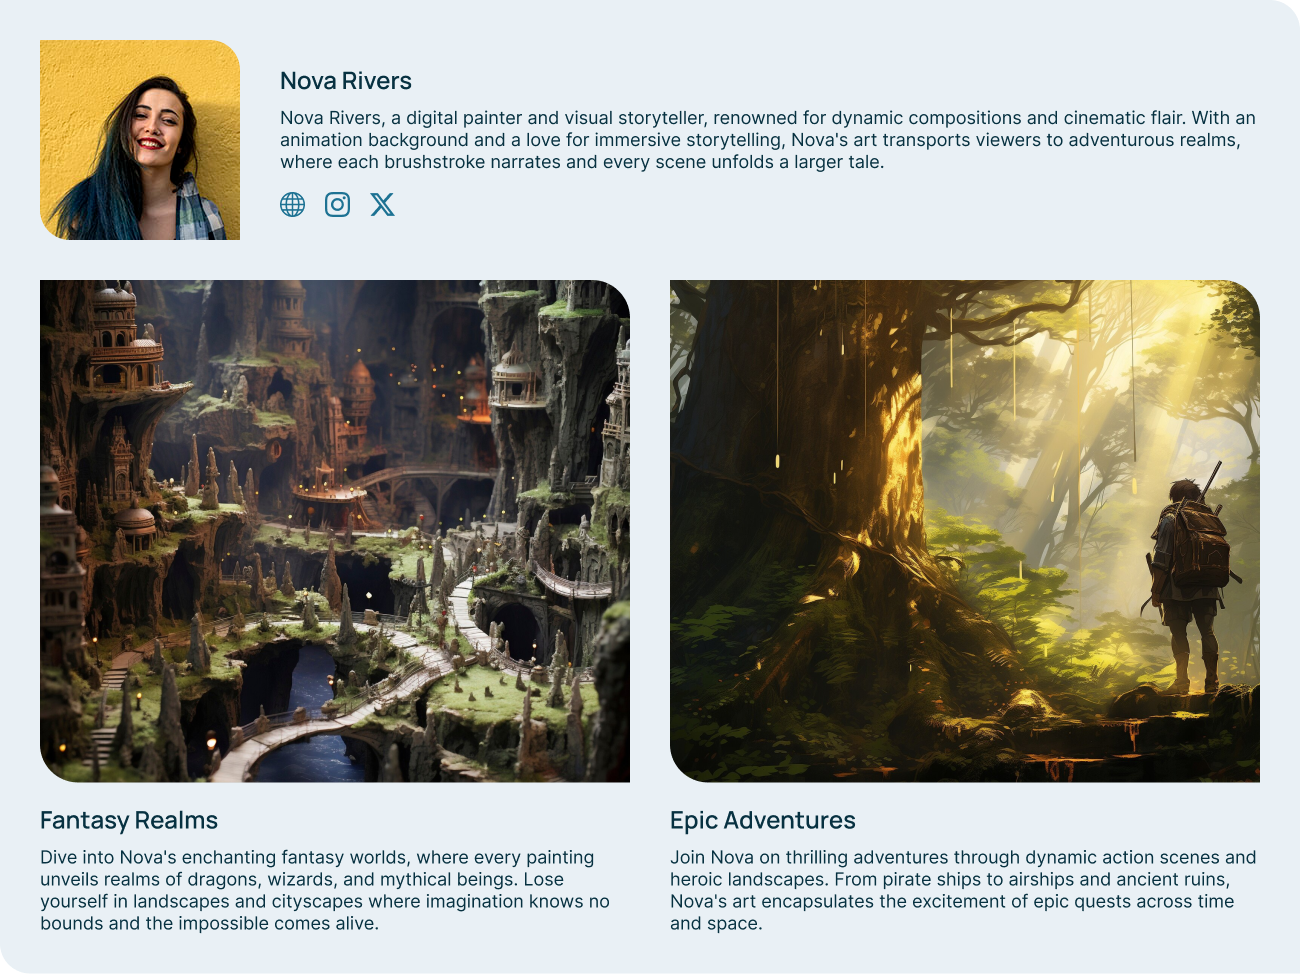 Nova Rivers
Nova Rivers, a digital painter and visual storyteller, renowned for dynamic compositions and cinematic flair. With an
animation background and a love for immersive storytelling, Nova's art transports viewers to adventurous realms,
where each brushstroke narrates and every scene unfolds a larger tale.
Fantasy Realms
Dive into Nova's enchanting fantasy worlds, where every painting
unveils realms of dragons, wizards, and mythical beings. Lose
yourself in landscapes and cityscapes where imagination knows no
bounds and the impossible comes alive.
Epic Adventures
Join Nova on thrilling adventures through dynamic action scenes and
heroic landscapes. From pirate ships to airships and ancient ruins,
Nova's art encapsulates the excitement of epic quests across time
and space.